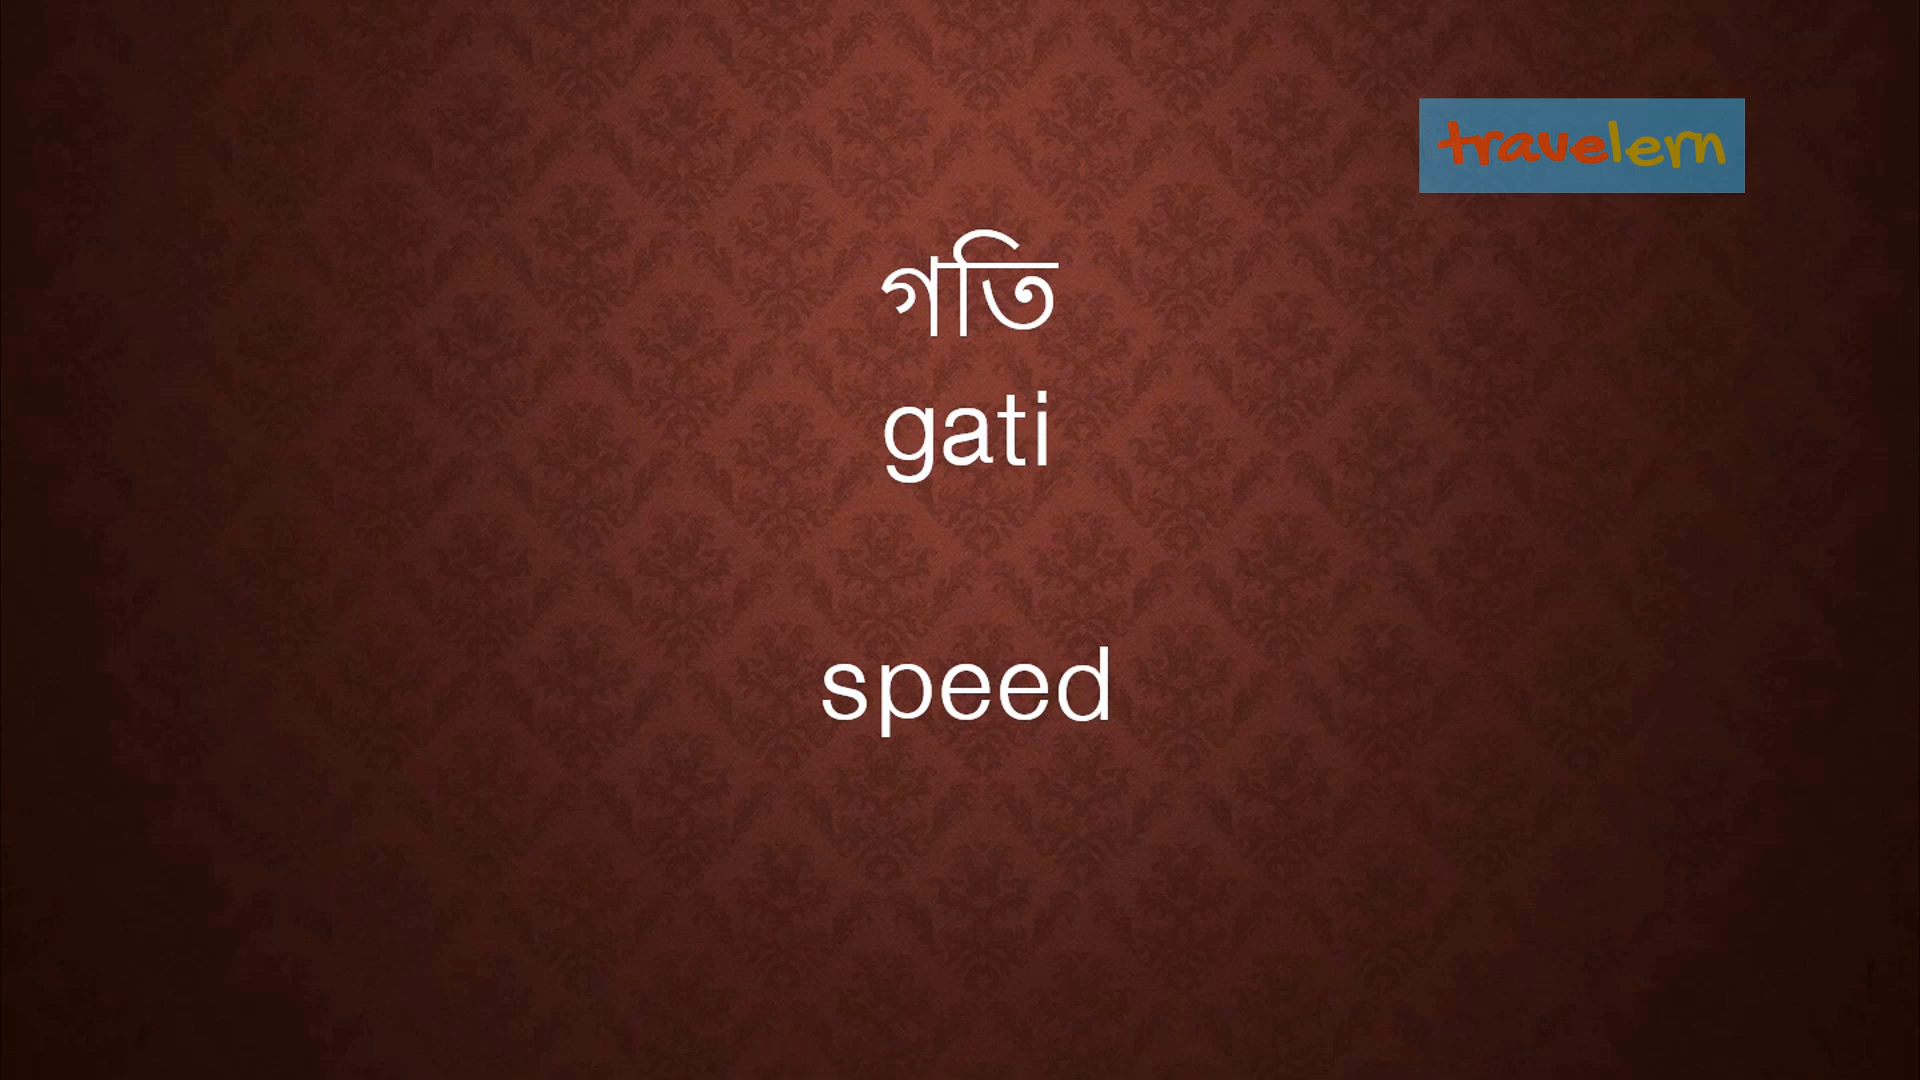 travelern
গতি
gati
speed